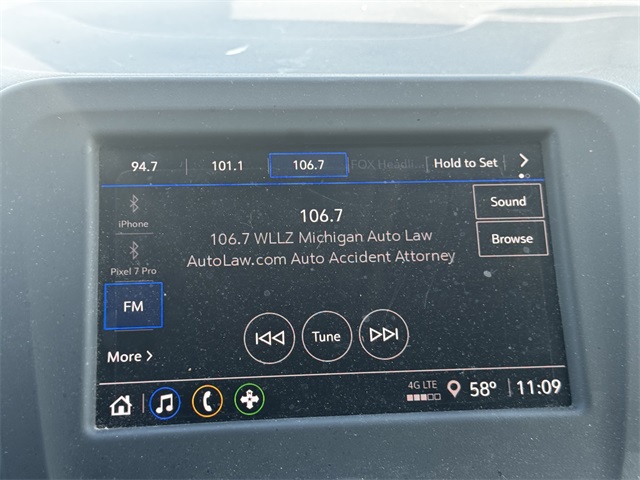 94.7
101.1
106.7
FOX Headli...
Hold to Set
iPhone
Pixel 7 Pro
FM
More
106.7
106.7 WLLZ Michigan Auto Law
AutoLaw.com Auto Accident Attorney
Sound
Browse
Tune
4G LTE
58°
11:09